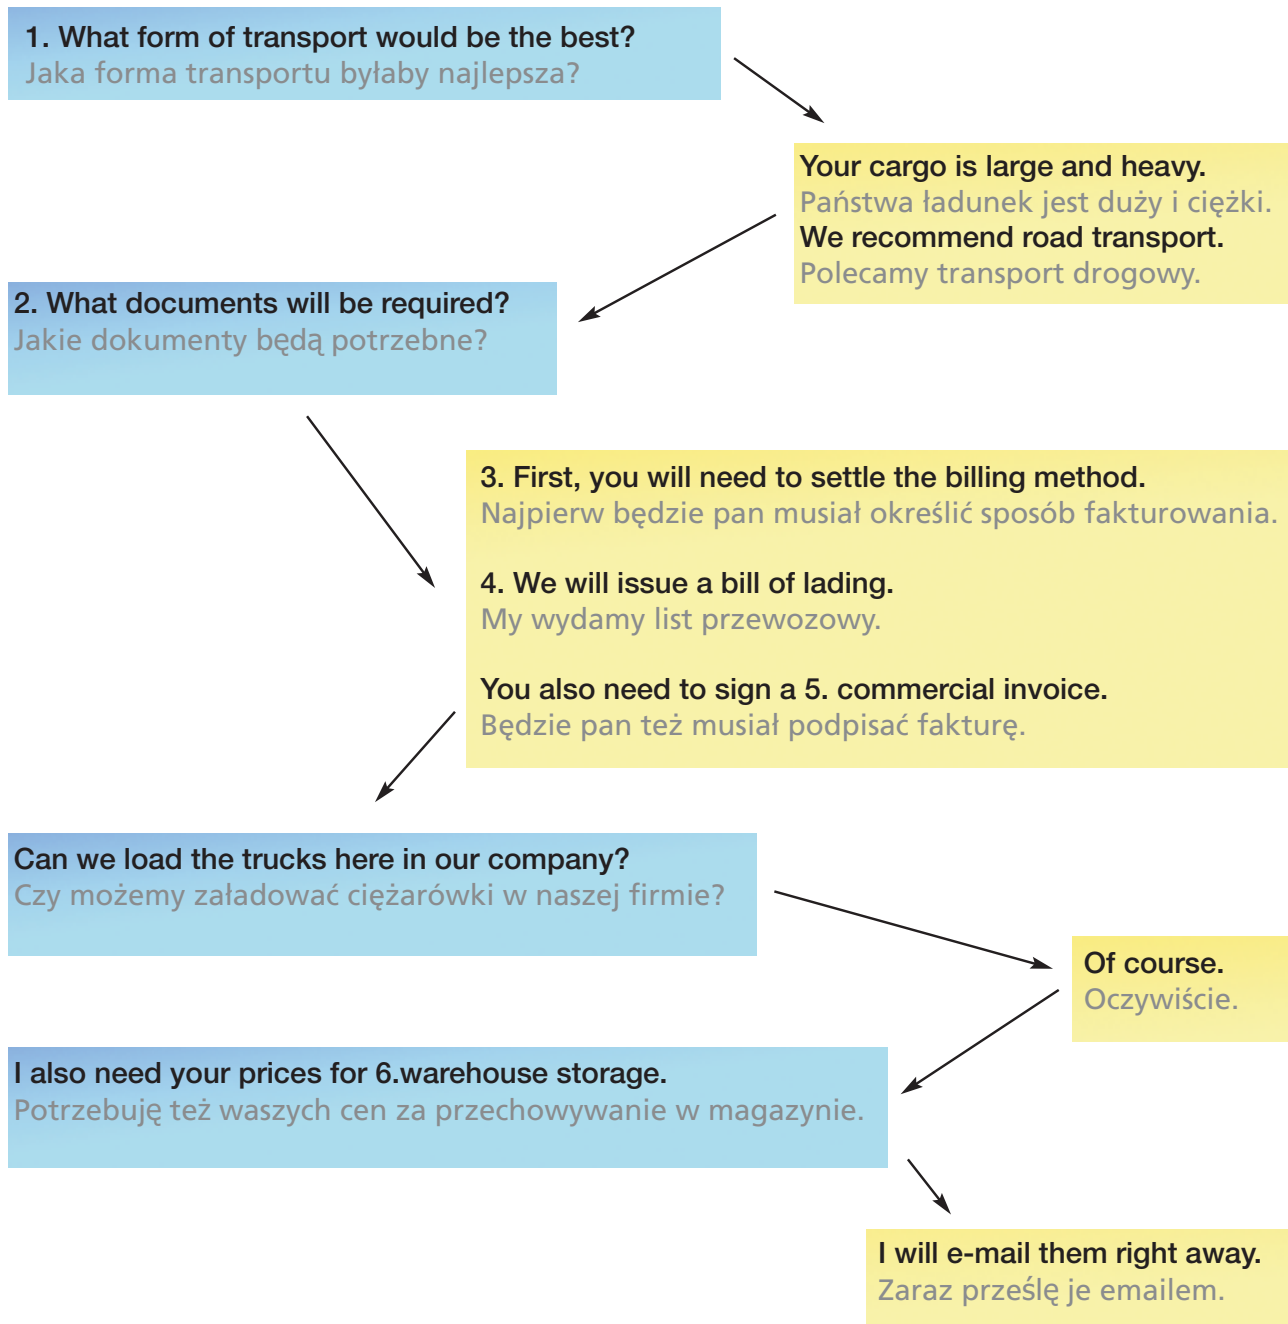 1. What form of transport would be the best?
Jaka forma transportu byłaby najlepsza?
Your cargo is large and heavy.
Państwa ładunek jest duży i ciężki.
We recommend road transport.
Polecamy transport drogowy.
2. What documents will be required?
Jakie dokumenty będą potrzebne?
3. First, you will need to settle the billing method.
Najpierw będzie pan musiał określić sposób fakturowania.
4. We will issue a bill of lading.
My wydamy list przewozowy.
You also need to sign a 5. commercial invoice.
Będzie pan też musiał podpisać fakturę.
Can we load the trucks here in our company?
Czy możemy załadować ciężarówki w naszej firmie?
Of course.
Oczywiście.
I also need your prices for 6.warehouse storage.
Potrzebuję też waszych cen za przechowywanie w magazynie.
I will e-mail them right away.
Zaraz prześlę je emailem.